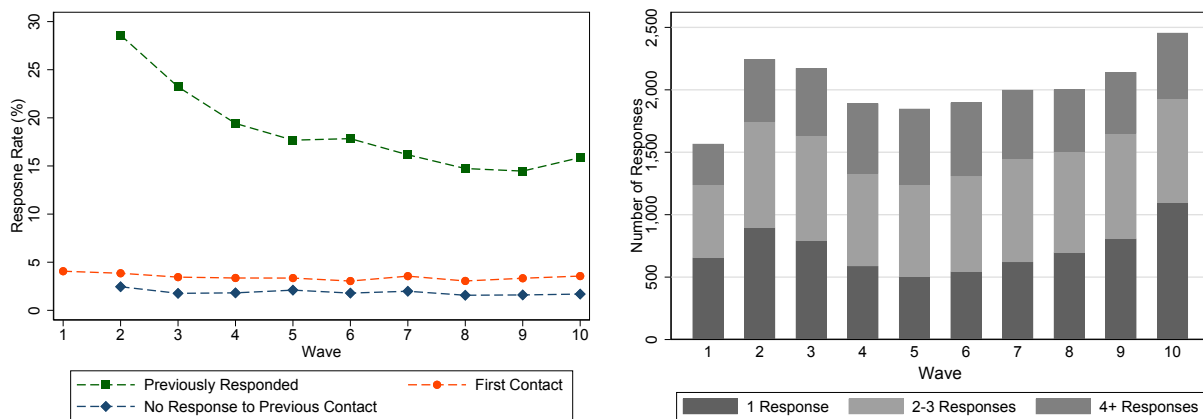 Resposne Rate (%)
30
25
20
15
10
5
0
1 2 3 4 5 6 7 8 9 10
Wave
Previously Responded
First Contact
No Response to Previous Contact
Number of Responses
2,500
2,000
1,500
1,000
500
0
1 2 3 4 5 6 7 8 9 10
Wave
1 Response
2-3 Responses
4+ Responses